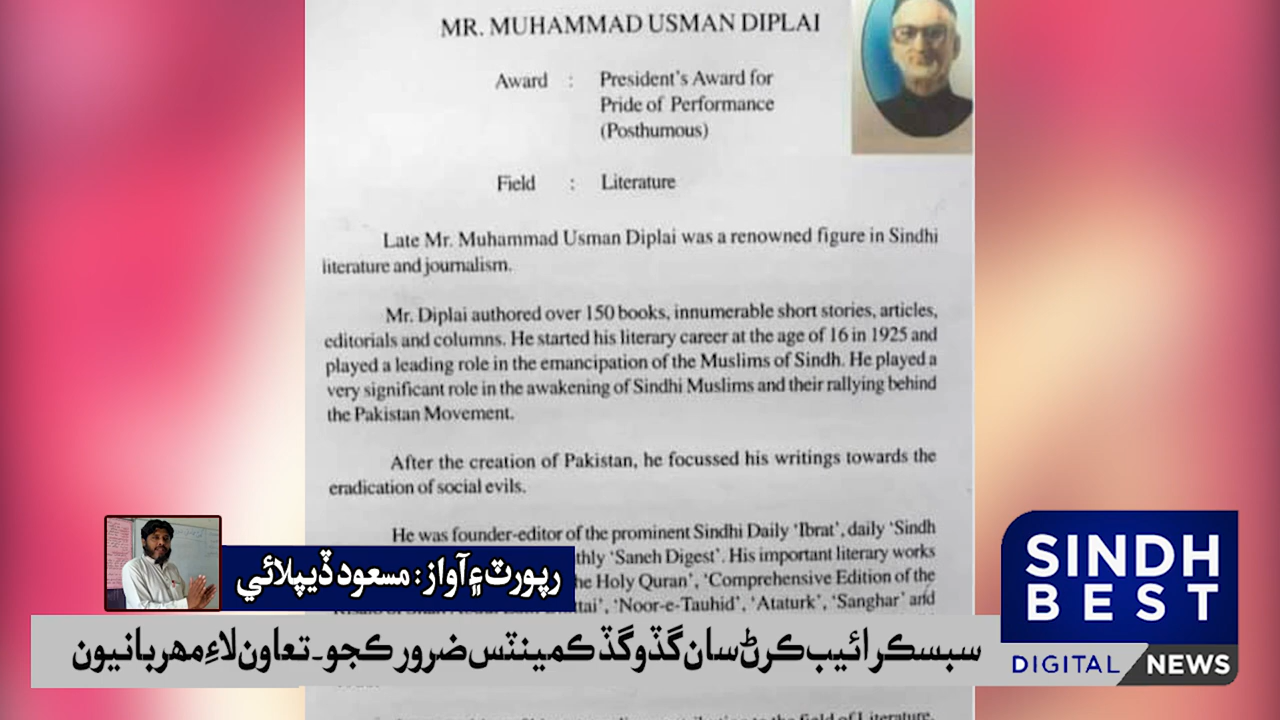 MR. MUHAMMAD USMAN DIPLAI
Award : President's Award for
Pride of Performance
(Posthumous)
Field : Literature
Late Mr. Muhammad Usman Diplai was a renowned figure in Sindhi
literature and journalism.
Mr. Diplai authored over 150 books, innumerable short stories, articles,
editorials and columns. He started his literary career at the age of 16 in 1925 and
played a leading role in the emancipation of the Muslims of Sindh. He played a
very significant role in the awakening of Sindhi Muslims and their rallying behind
the Pakistan Movement.
After the creation of Pakistan, he focussed his writings towards the
eradication of social evils.
He was founder-editor of the prominent Sindhi Daily 'Ibrat', daily 'Sindh
'Saneh Digest'. His important literary works
the Holy Quran', 'Comprehensive Edition of the
'Noor-e-Tauhid', 'Ataturk', 'Sanghar' and
to the field of Literature,
رپورٽ ۽ آواز : مسعود ڏيپلائي
سبسڪرائيب ڪرڻ سان گڏوگڏ ڪمينٽس ضرور ڪجو۔ تعاون لاءِ مهربانيون
SINDH
BEST
DIGITAL NEWS